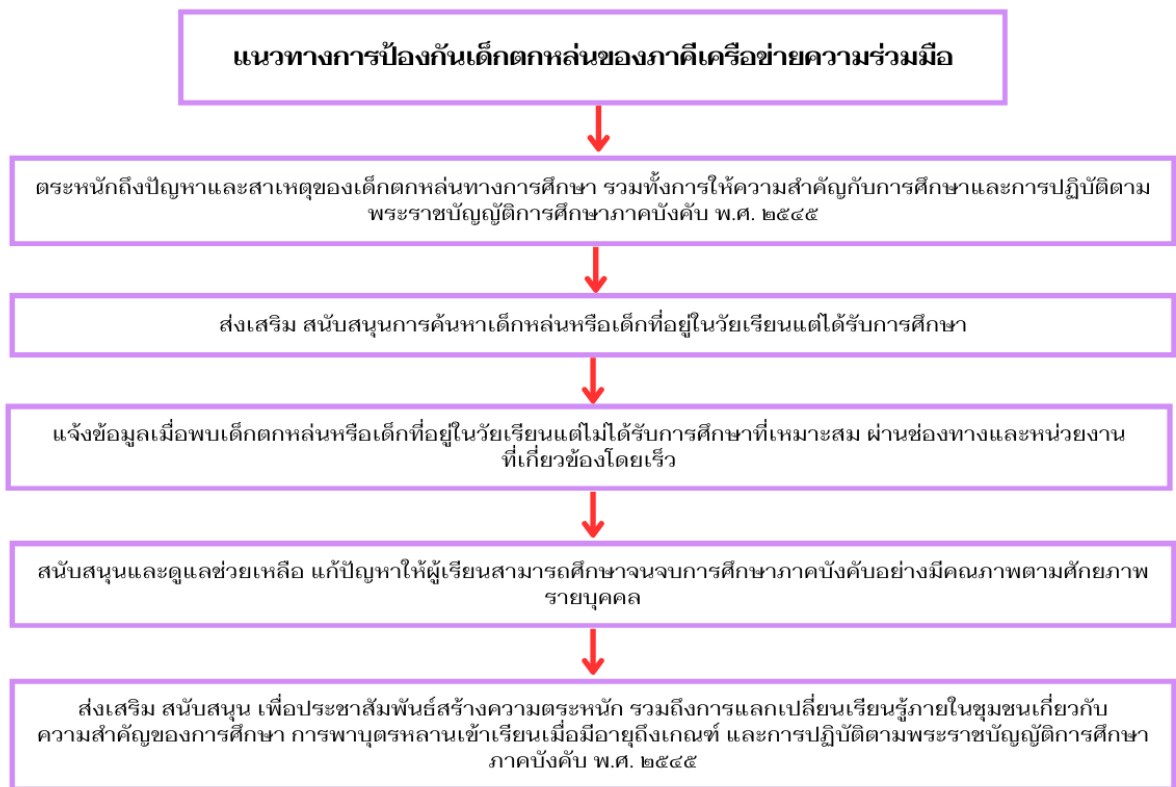 แนวทางการป้องกันเด็กตกหล่นของภาคีเครือข่ายความร่วมมือ
ตระหนักถึงปัญหาและสาเหตุของเด็กตกหล่นทางการศึกษา รวมทั้งการให้ความสำคัญกับการศึกษาและการปฏิบัติตาม
พระราชบัญญัติการศึกษาภาคบังคับ พ.ศ. ๒๕๔๕
ส่งเสริม สนับสนุนการค้นหาเด็กหล่นหรือเด็กที่อยู่ในวัยเรียนแต่ได้รับการศึกษา
แจ้งข้อมูลเมื่อพบเด็กตกหล่นหรือเด็กที่อยู่ในวัยเรียนแต่ไม่ได้รับการศึกษาที่เหมาะสม ผ่านช่องทางและหน่วยงาน
ที่เกี่ยวข้องโดยเร็ว
สนับสนุนและดูแลช่วยเหลือ แก้ปัญหาให้ผู้เรียนสามารถศึกษาจนจบการศึกษาภาคบังคับอย่างมีคณภาพตามศักยภาพ
รายบุคคล
ส่งเสริม สนับสนุน เพื่อประชาสัมพันธ์สร้างความตระหนัก รวมถึงการแลกเปลี่ยนเรียนรู้ภายในชุมชนเกี่ยวกับ
ความสำคัญของการศึกษา การพาบุตรหลานเข้าเรียนเมื่อมีอายุถึงเกณฑ์ และการปฏิบัติตามพระราชบัญญัติการศึกษา
ภาคบังคับ พ.ศ. ๒๕๔๕